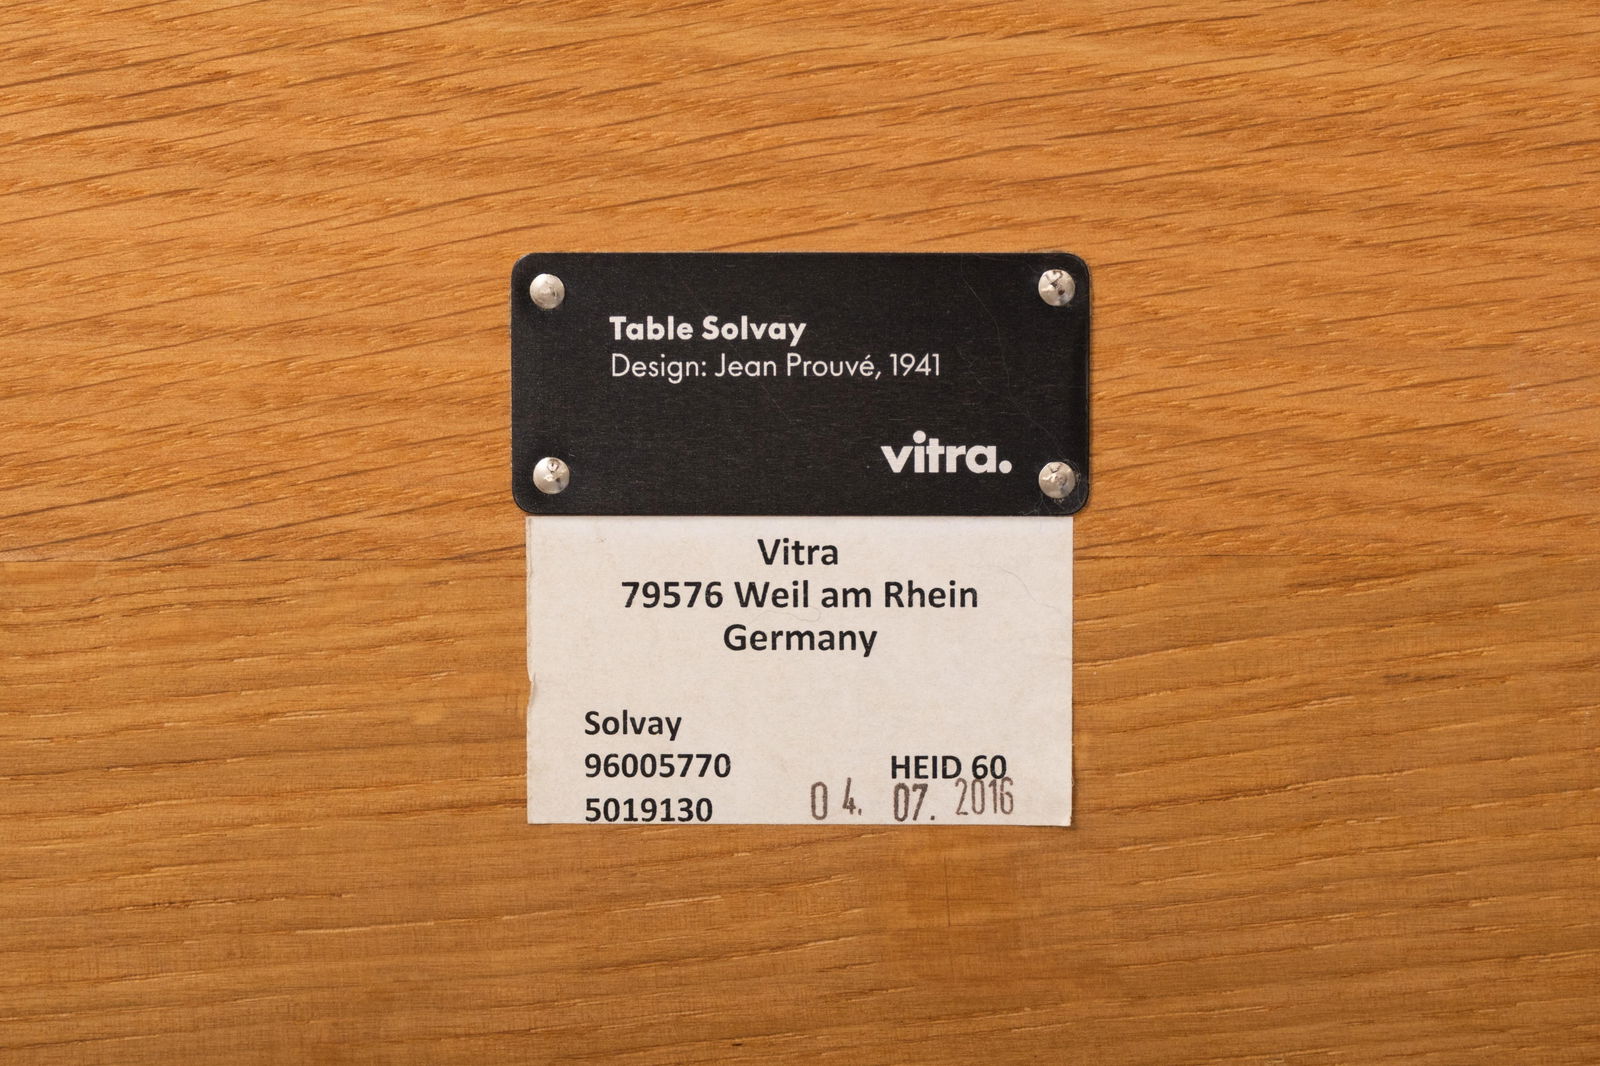 Table Solvay
Design: Jean Prouvé, 1941
vitra.
Vitra
79576 Weil am Rhein
Germany
Solvay
96005770 HEID 60
5019130 04. 07. 2016